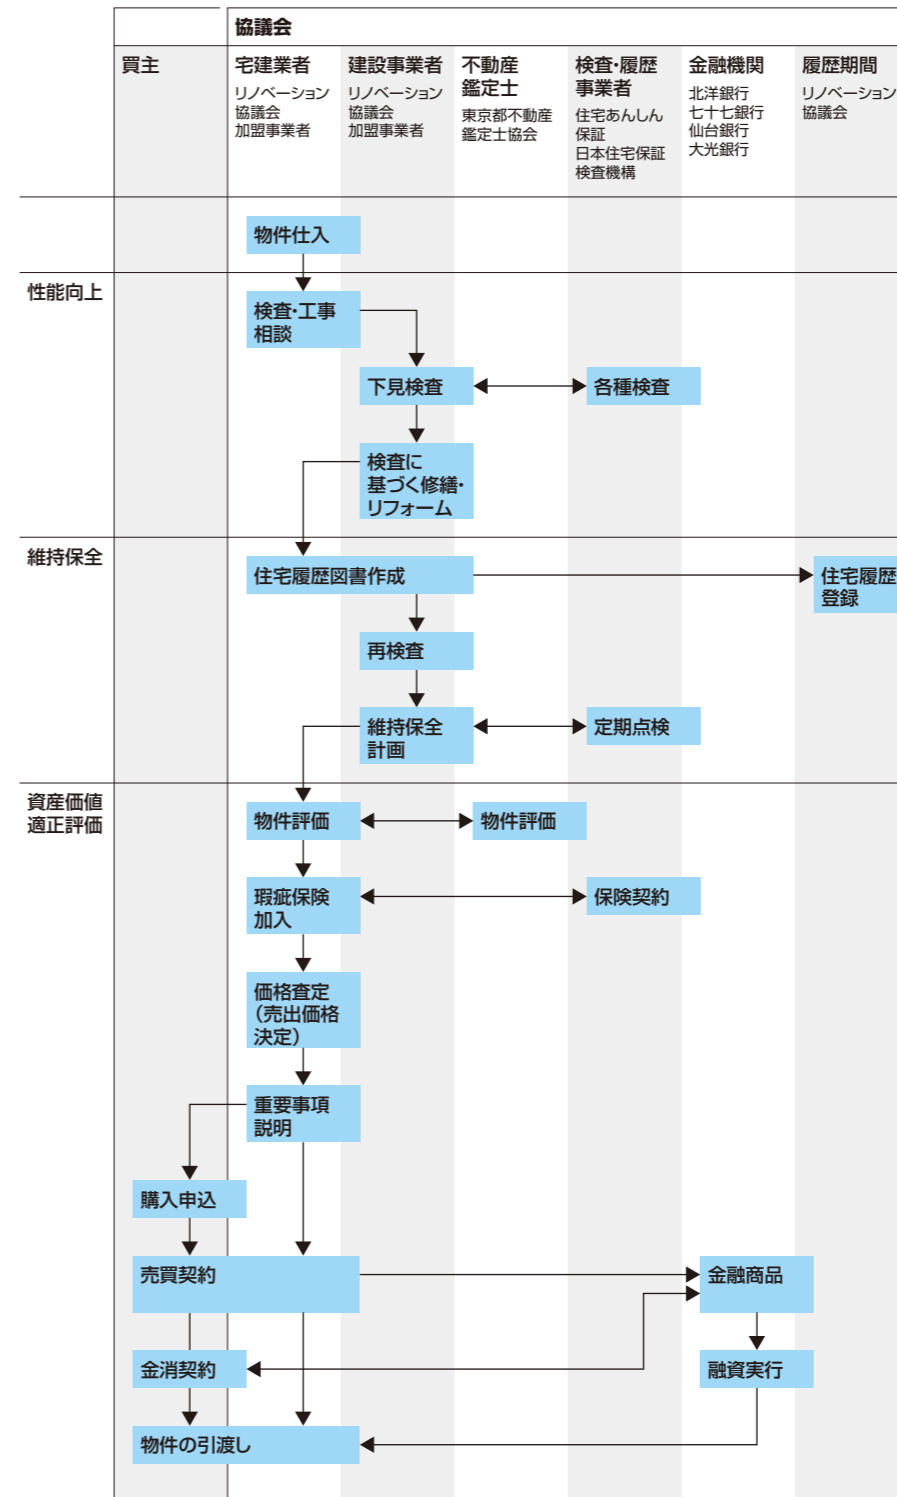 協議会
買主
宅建業者
リノベーション
協議会
加盟事業者
建設事業者
リノベーション
協議会
加盟事業者
不動産
鑑定士
東京都不動産
鑑定士協会
検査・履歴
事業者
住宅あんしん
保証
日本住宅保証
検査機構
金融機関
北洋銀行
七十七銀行
仙台銀行
大光銀行
履歴期間
リノベーション
協議会
物件仕入
性能向上
検査・工事
相談
下見検査
各種検査
検査に
基づく修繕・
リフォーム
維持保全
住宅履歴図書作成
住宅履歴
登録
再検査
維持保全
計画
定期点検
資産価値
適正評価
物件評価
物件評価
瑕疵保険
加入
保険契約
価格査定
（売出価格
決定）
重要事項
説明
購入申込
売買契約
金融商品
金消契約
融資実行
物件の引渡し